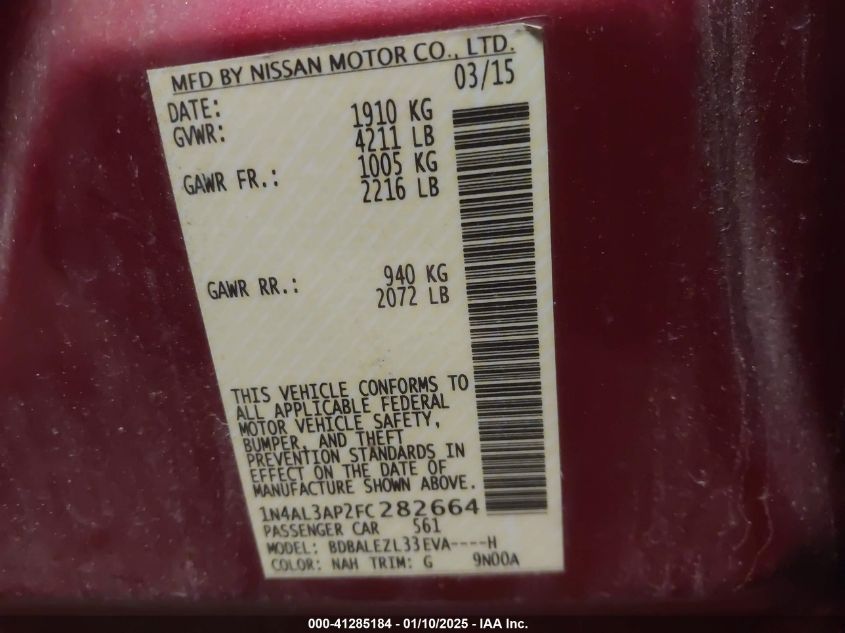 MFD BY NISSAN MOTOR CO., LTD.
DATE: 03/15
GVWR: 1910 KG
4211 LB
GAWR FR.: 1005 KG
2216 LB
GAWR RR.: 940 KG
2072 LB
THIS VEHICLE CONFORMS TO
ALL APPLICABLE FEDERAL
MOTOR VEHICLE SAFETY,
BUMPER, AND THEFT
PREVENTION STANDARDS IN
EFFECT ON THE DATE OF
MANUFACTURE SHOWN ABOVE.
1N4AL3AP2FC282664
PASSENGER CAR 561
MODEL: BDBALEZL33EVA----H
COLOR: NAH TRIM: G 9N00A
000-41285184 - 01/10/2025 - IAA Inc.